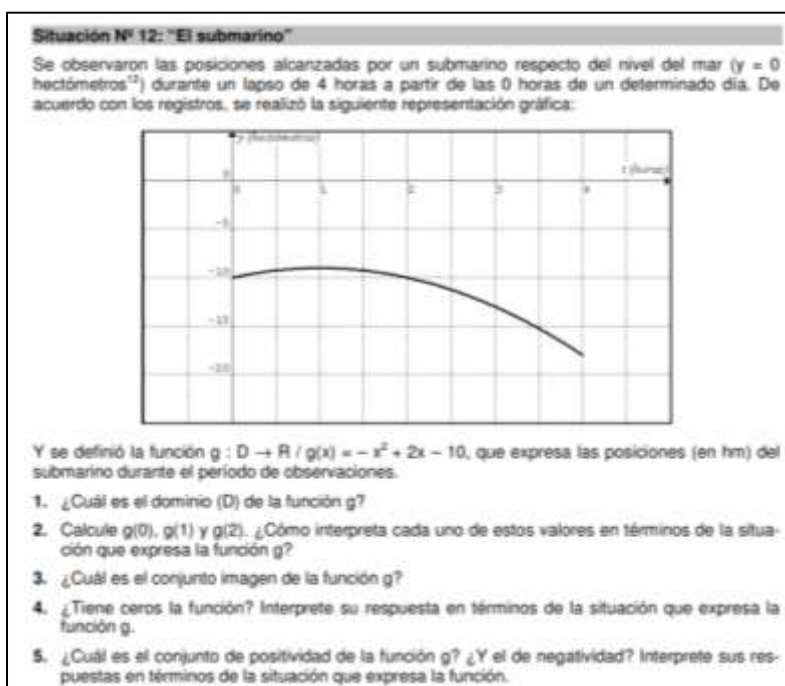 Situación Nº 12: "El submarino"
Se observaron las posiciones alcanzadas por un submarino respecto del nivel del mar (y = 0
hectómetros¹²) durante un lapso de 4 horas a partir de las 0 horas de un determinado día. De
acuerdo con los registros, se realizó la siguiente representación gráfica:
y (hectómetros)
t (horas)
0
0 1 2 3 4
-5
-10
-15
-20
Y se definió la función g : D → R / g(x) = – x² + 2x – 10, que expresa las posiciones (en hm) del
submarino durante el período de observaciones.
1. ¿Cuál es el dominio (D) de la función g?
2. Calcule g(0), g(1) y g(2). ¿Cómo interpreta cada uno de estos valores en términos de la situa-
ción que expresa la función g?
3. ¿Cuál es el conjunto imagen de la función g?
4. ¿Tiene ceros la función? Interprete su respuesta en términos de la situación que expresa la
función g.
5. ¿Cuál es el conjunto de positividad de la función g? ¿Y el de negatividad? Interprete sus res-
puestas en términos de la situación que expresa la función.